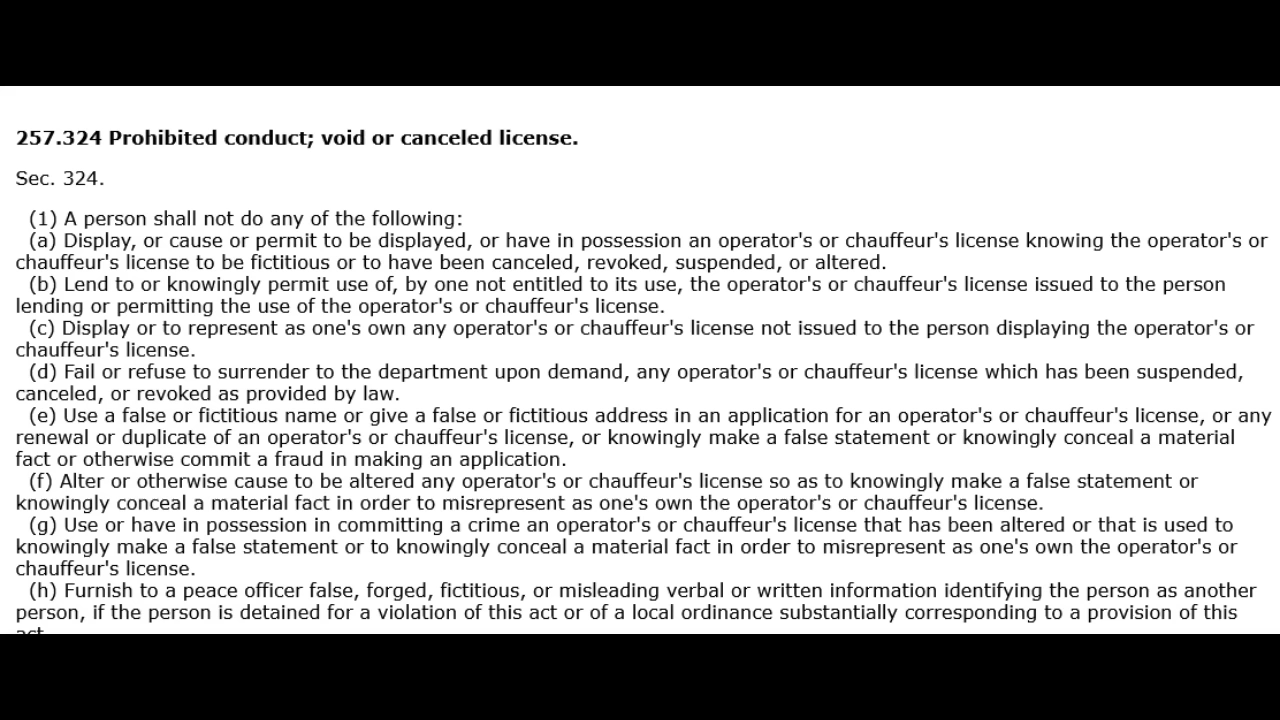 257.324 Prohibited conduct; void or canceled license.
Sec. 324.
(1) A person shall not do any of the following:
(a) Display, or cause or permit to be displayed, or have in possession an operator's or chauffeur's license knowing the operator's or
chauffeur's license to be fictitious or to have been canceled, revoked, suspended, or altered.
(b) Lend to or knowingly permit use of, by one not entitled to its use, the operator's or chauffeur's license issued to the person
lending or permitting the use of the operator's or chauffeur's license.
(c) Display or to represent as one's own any operator's or chauffeur's license not issued to the person displaying the operator's or
chauffeur's license.
(d) Fail or refuse to surrender to the department upon demand, any operator's or chauffeur's license which has been suspended,
canceled, or revoked as provided by law.
(e) Use a false or fictitious name or give a false or fictitious address in an application for an operator's or chauffeur's license, or any
renewal or duplicate of an operator's or chauffeur's license, or knowingly make a false statement or knowingly conceal a material
fact or otherwise commit a fraud in making an application.
(f) Alter or otherwise cause to be altered any operator's or chauffeur's license so as to knowingly make a false statement or
knowingly conceal a material fact in order to misrepresent as one's own the operator's or chauffeur's license.
(g) Use or have in possession in committing a crime an operator's or chauffeur's license that has been altered or that is used to
knowingly make a false statement or to knowingly conceal a material fact in order to misrepresent as one's own the operator's or
chauffeur's license.
(h) Furnish to a peace officer false, forged, fictitious, or misleading verbal or written information identifying the person as another
person, if the person is detained for a violation of this act or of a local ordinance substantially corresponding to a provision of this
act.